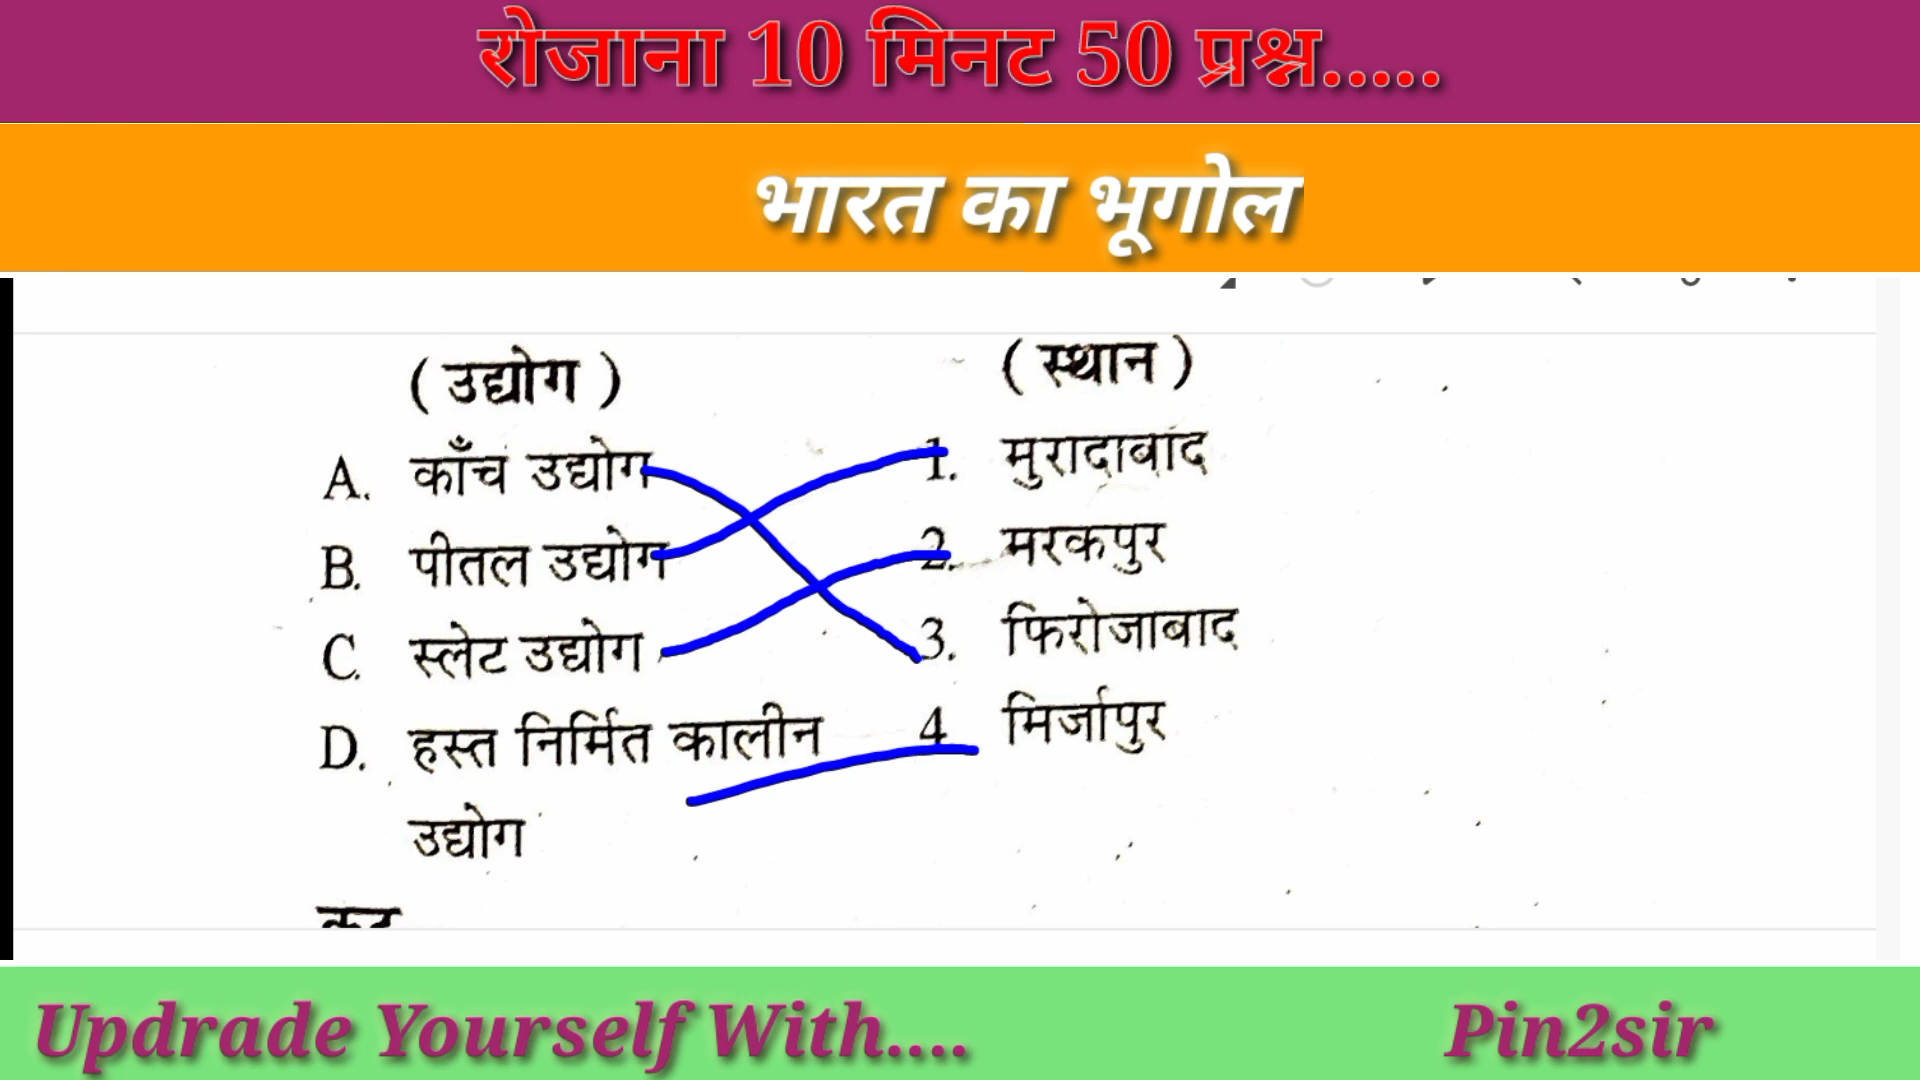 रोजाना 10 मिनट 50 प्रश्न.....
भारत का भूगोल
( उद्योग ) ( स्थान )
A. काँच उद्योग 1. मुरादाबाद
B. पीतल उद्योग 2. मरकपुर
C. स्लेट उद्योग 3. फिरोजाबाद
D. हस्त निर्मित कालीन 4 मिर्जापुर
उद्योग
Updrade Yourself With.... Pin2sir